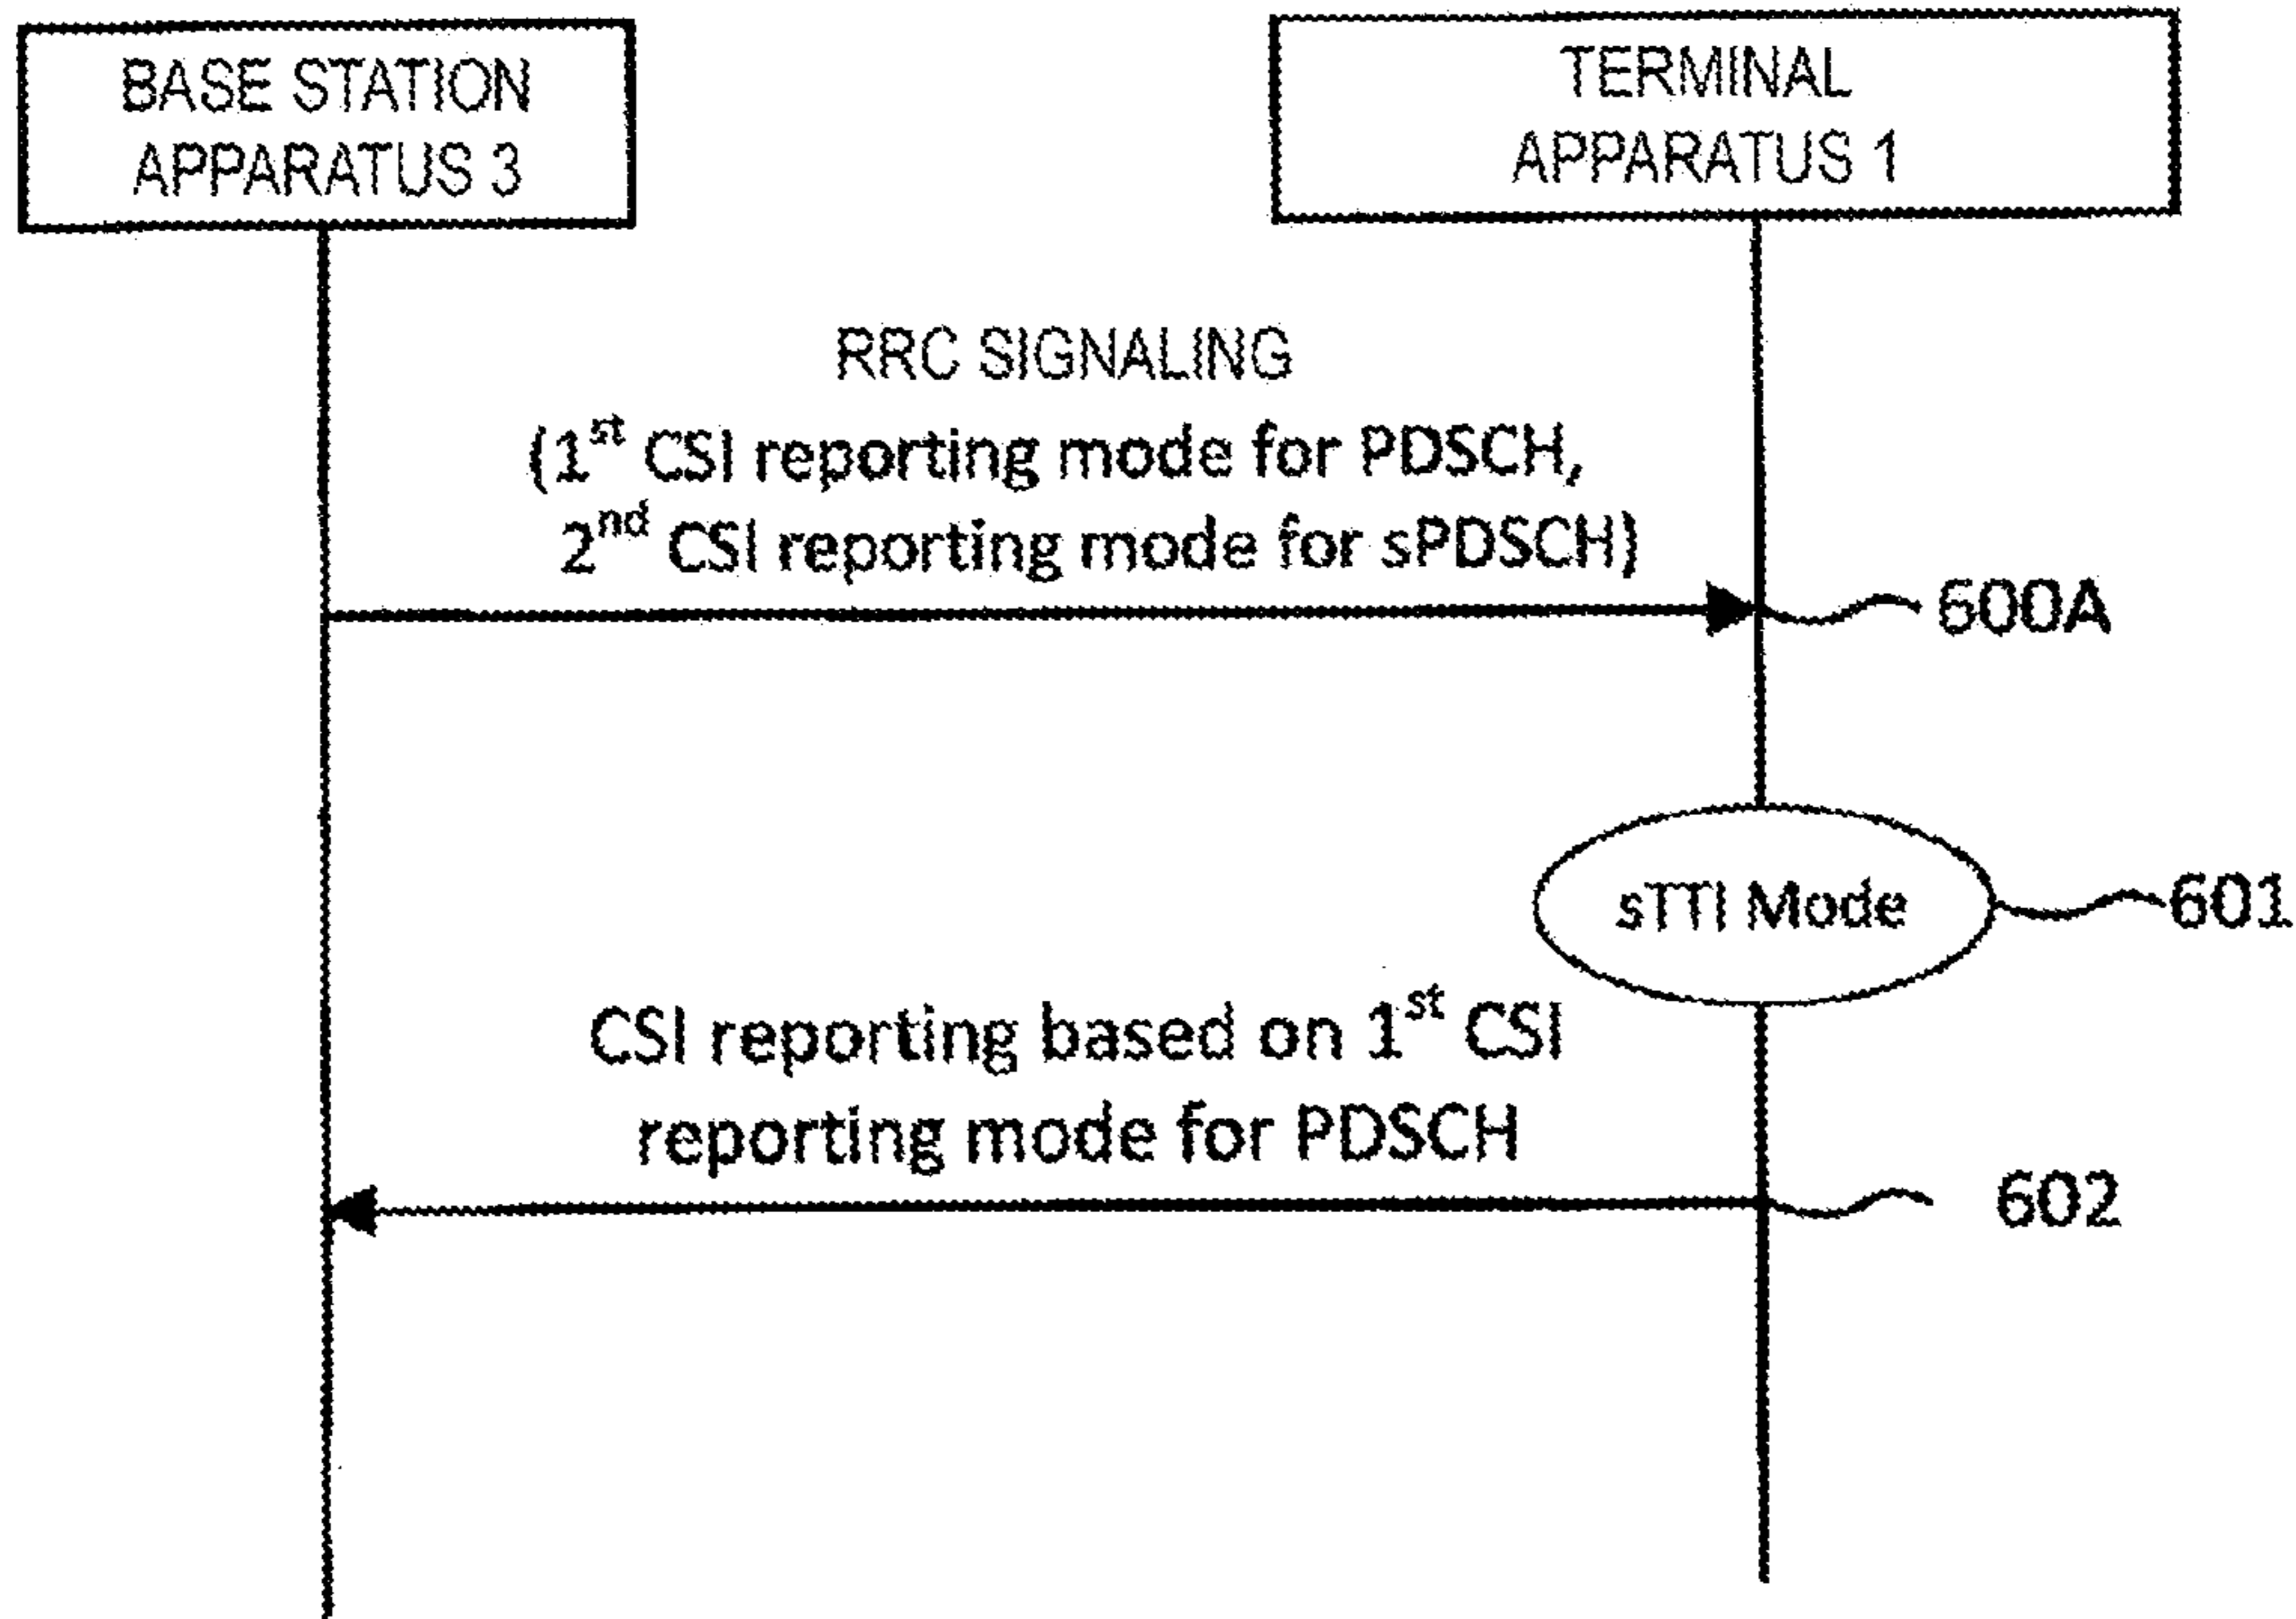 BASE STATION
APPARATUS 3
TERMINAL
APPARATUS 1
RRC SIGNALING
(1st CSI reporting mode for PDSCH,
2nd CSI reporting mode for sPDSCH)
600A
sTTI Mode
601
CSI reporting based on 1st CSI
reporting mode for PDSCH
602